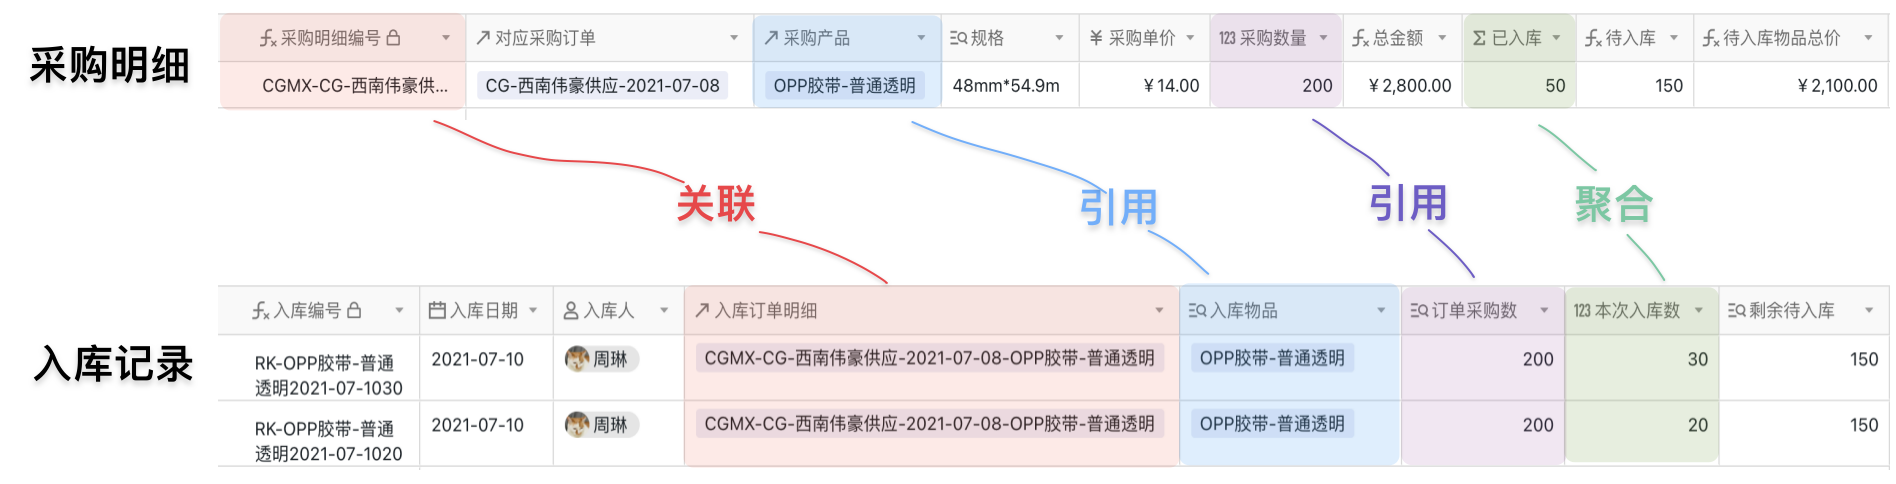 采购明细
采购明细编号 对应采购订单 采购产品 规格 ¥ 采购单价 123 采购数量 总金额 Σ 已入库 待入库 待入库物品总价
CGMX-CG-西南伟豪供... CG-西南伟豪供应-2021-07-08 OPP胶带-普通透明 48mm*54.9m ¥14.00 200 ¥2,800.00 50 150 ¥2,100.00
关联 引用 引用 聚合
入库记录
入库编号 入库日期 入库人 入库订单明细 入库物品 订单采购数 123 本次入库数 剩余待入库
RK-OPP胶带-普通
透明2021-07-1030 2021-07-10 周琳 CGMX-CG-西南伟豪供应-2021-07-08-OPP胶带-普通透明 OPP胶带-普通透明 200 30 150
RK-OPP胶带-普通
透明2021-07-1020 2021-07-10 周琳 CGMX-CG-西南伟豪供应-2021-07-08-OPP胶带-普通透明 OPP胶带-普通透明 200 20 150